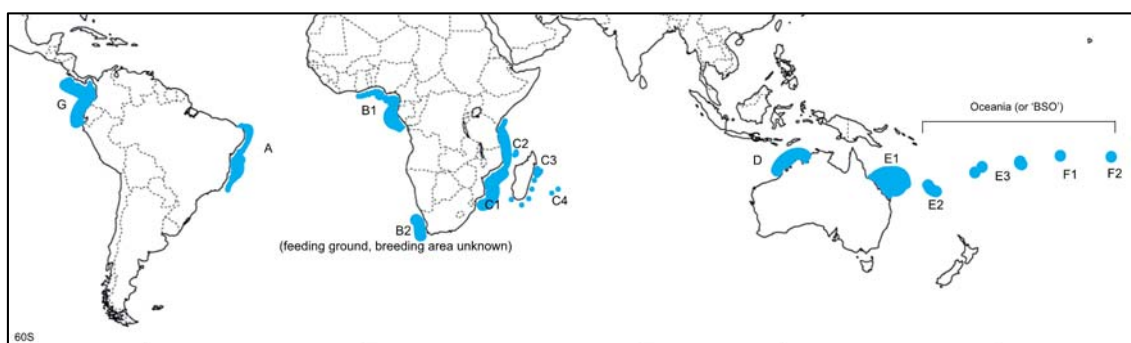 Oceania (or 'BSO')
G
B1
A
C2
C3
D
E1
E3
F1
F2
C1
C4
E2
B2
(feeding ground, breeding area unknown)
60S